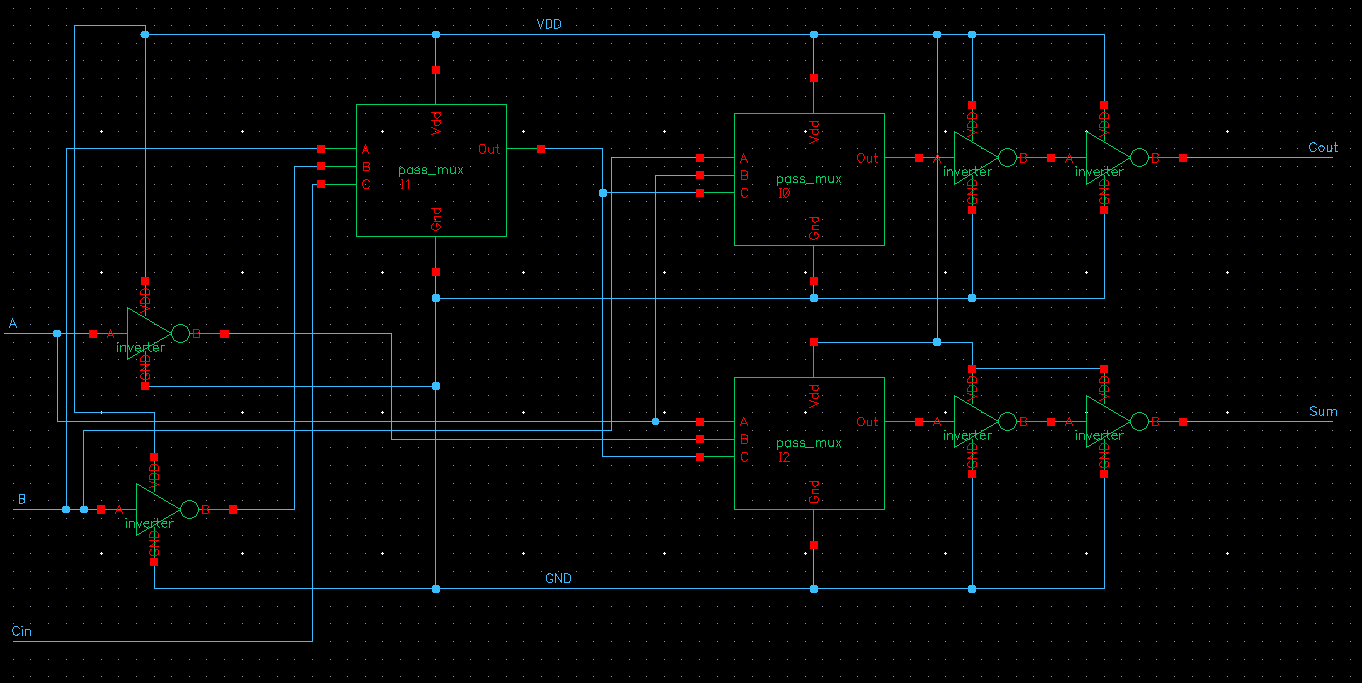 VDD
Vdd
A
B
C
Out
pass_mux
I1
Gnd
Vdd
A
B
C
Out
pass_mux
I0
Gnd
VDD
A
B
inverter
GND
VDD
A
B
inverter
GND
Cout
A
VDD
A
B
inverter
GND
Vdd
A
B
C
Out
pass_mux
I2
Gnd
VDD
A
B
inverter
GND
VDD
A
B
inverter
GND
Sum
B
VDD
A
B
inverter
GND
GND
Cin